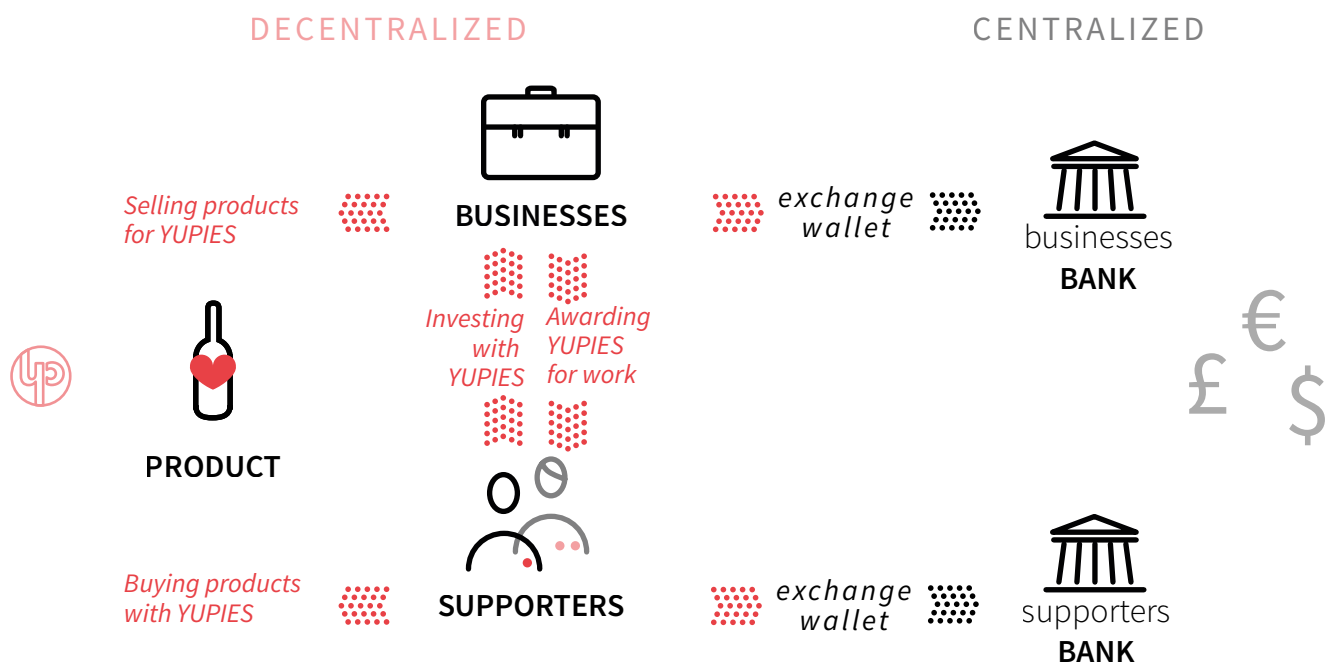 DECENTRALIZED
CENTRALIZED
Selling products
for YUPIES
BUSINESSES
exchange
wallet
businesses
BANK
Investing
with
YUPIES
Awarding
YUPIES
for work
€
£
$
PRODUCT
Buying products
with YUPIES
SUPPORTERS
exchange
wallet
supporters
BANK